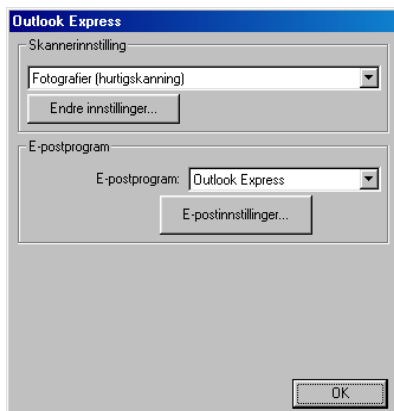 Outlook Express
Skannerinnstilling
Fotografier (hurtigskanning)
Endre innstillinger...
E-postprogram
E-postprogram: Outlook Express
E-postinnstillinger...
OK